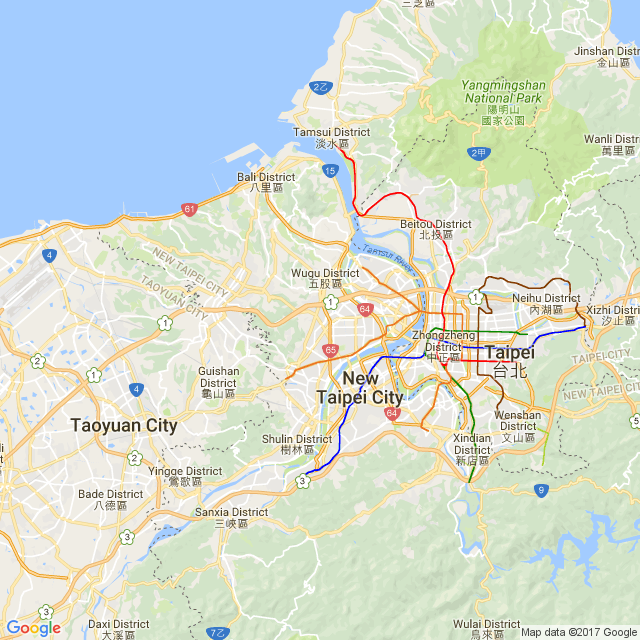 三芝區
Jinshan Distri
金山區
2乙
Yangmingshan
National Park
陽明山
國家公園
Tamsui District
淡水區
Wanli Distr
萬里區
2甲
15
Bali District
八里區
61
Beitou District
北投區
4
Tamsui River
NEW TAIPEI CITY
TAOYUAN CITY
Wugu District
五股區
1
64
1
Neihu District
內湖區
Xizhi Distri
汐止區
1
Zhongzheng
District
中正區
65
Taipei
台北
TAIPEI CITY
NEW TAIPEI CITY
Guishan
District
龜山區
4
New
Taipei City
64
Wenshan
District
文山區
5
Taoyuan City
Shulin District
樹林區
Xindian
District
新店區
Yingge District
鶯歌區
3
9
Bade District
八德區
Sanxia District
三峽區
3
3
Daxi District
大溪區
7乙
Wulai District
烏來區
Google
Map data ©2017 Google